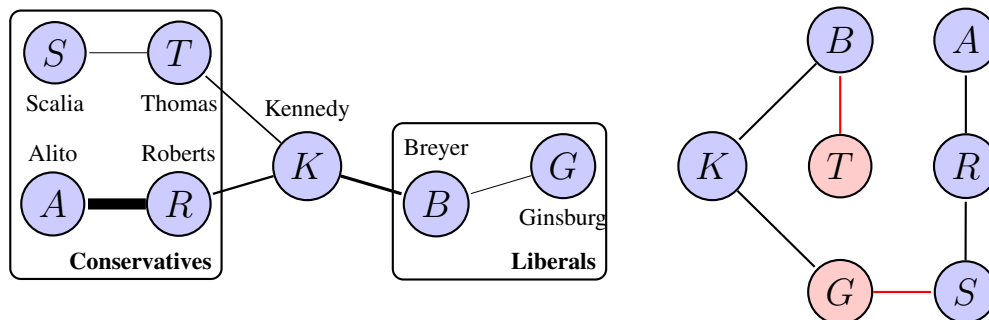 S T
Scalia Thomas
Kennedy
Alito Roberts
A R
K
Breyer
B G
Ginsburg
Conservatives
Liberals
B A
K T R
G S